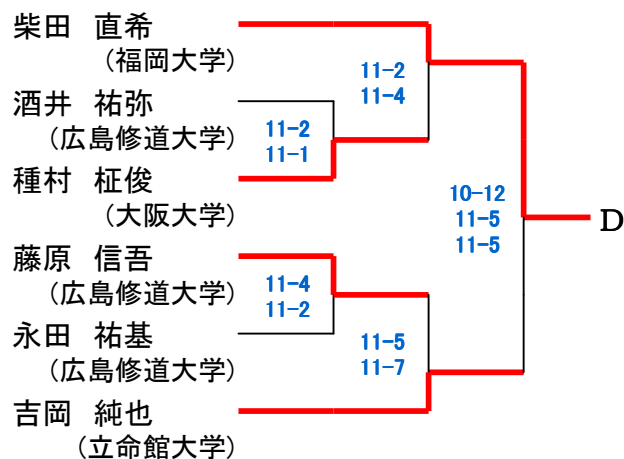 柴田 直希
(福岡大学)
酒井 祐弥
(広島修道大学)
種村 柾俊
(大阪大学)
藤原 信吾
(広島修道大学)
永田 祐基
(広島修道大学)
吉岡 純也
(立命館大学)
11-2
11-1
11-4
11-2
11-2
11-4
11-5
11-7
10-12
11-5
11-5
D